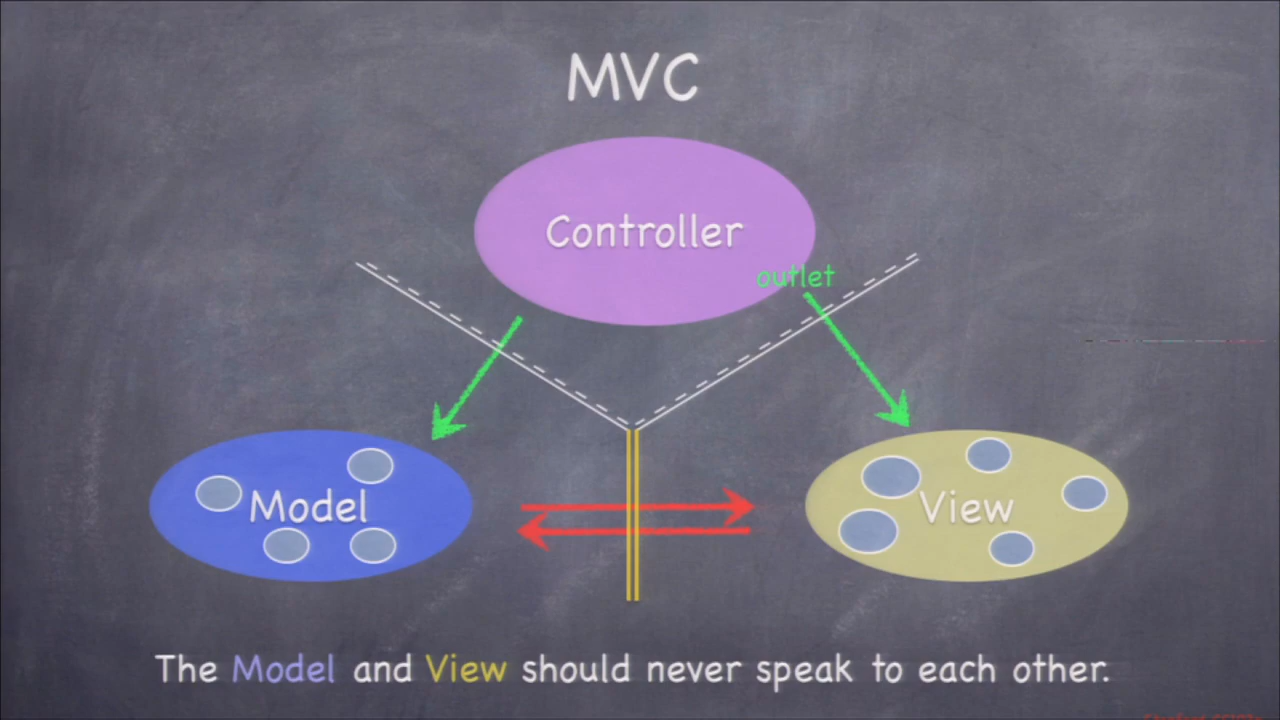 MVC
Controller
outlet
Model
View
The Model and View should never speak to each other.